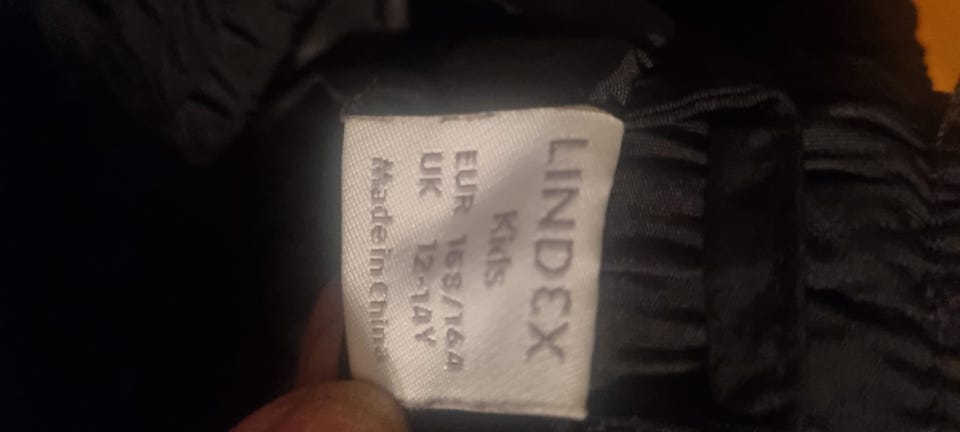 LINDEX
Kids
EUR 158/164
UK 12-14Y
Made in China